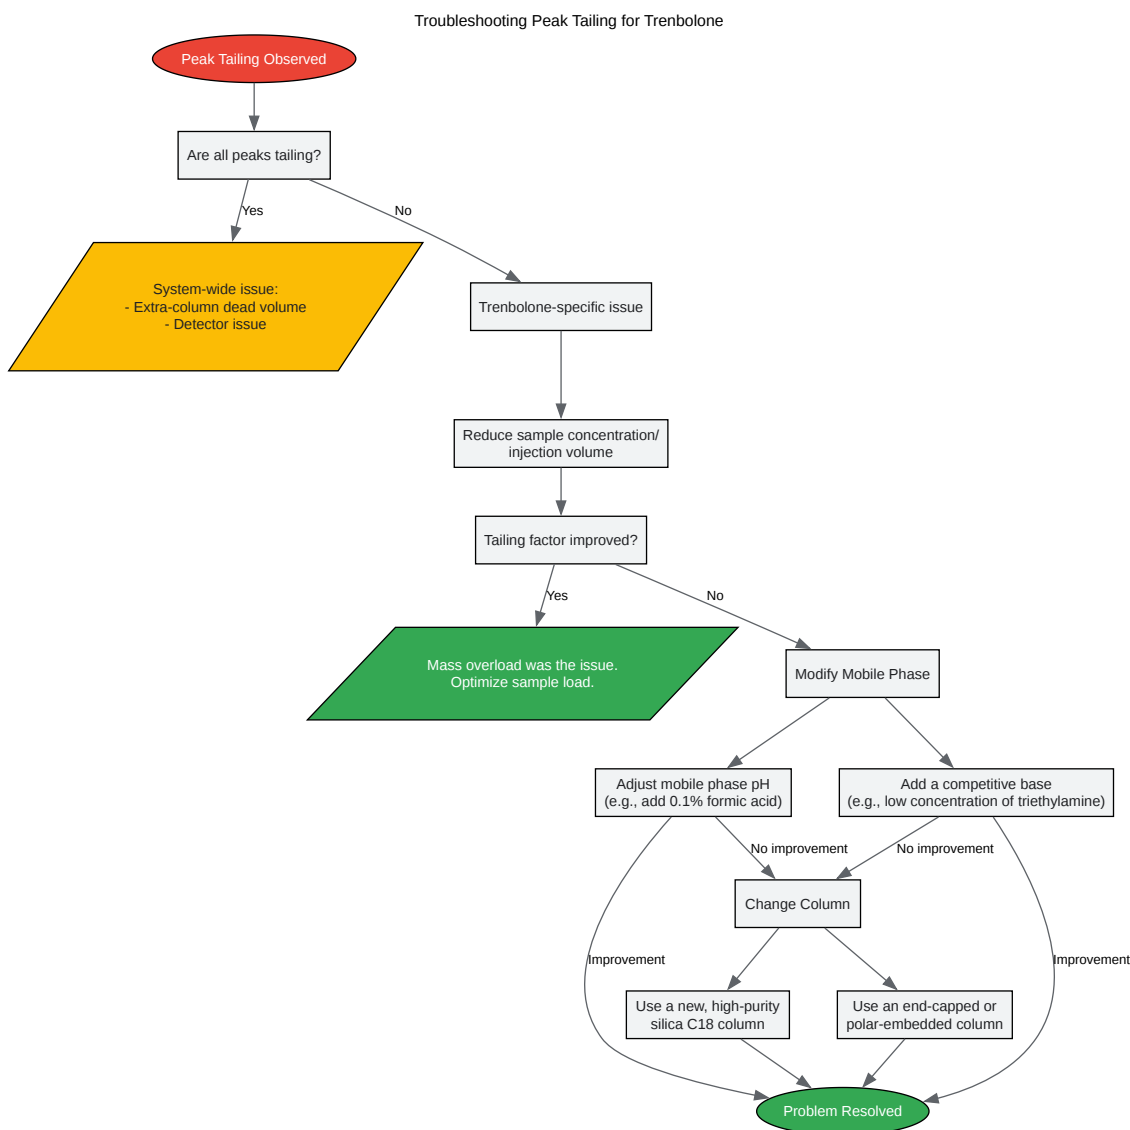 Troubleshooting Peak Tailing for Trenbolone
Peak Tailing Observed
Are all peaks tailing?
Yes
No
System-wide issue:
- Extra-column dead volume
- Detector issue
Trenbolone-specific issue
Reduce sample concentration/
injection volume
Tailing factor improved?
Yes
No
Mass overload was the issue.
Optimize sample load.
Modify Mobile Phase
Adjust mobile phase pH
(e.g., add 0.1% formic acid)
Add a competitive base
(e.g., low concentration of triethylamine)
No improvement
No improvement
Change Column
Improvement
Improvement
Use a new, high-purity
silica C18 column
Use an end-capped or
polar-embedded column
Problem Resolved